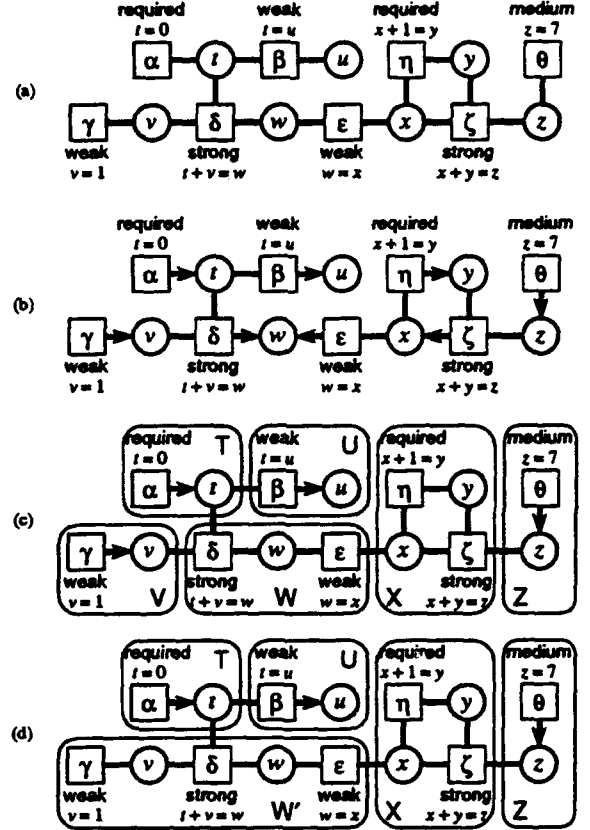 required weak required medium
t=0 t=u x+1=y z=7
α t β u η y θ
(a)
γ v δ w ε x ζ z
weak strong weak strong
v=1 t+v=w w=x x+y=z
required weak required medium
t=0 t=u x+1=y z=7
α t β u η y θ
(b)
γ v δ w ε x ζ z
weak strong weak strong
v=1 t+v=w w=x x+y=z
required T weak U required medium
t=0 t=u x+1=y z=7
α t β u η y θ
(c)
γ v δ w ε x ζ z
weak V strong W weak X strong Z
v=1 t+v=w w=x x+y=z
required T weak U required medium
t=0 t=u x+1=y z=7
α t β u η y θ
(d)
γ v δ w ε x ζ z
weak strong W' weak X strong Z
v=1 t+v=w w=x x+y=z